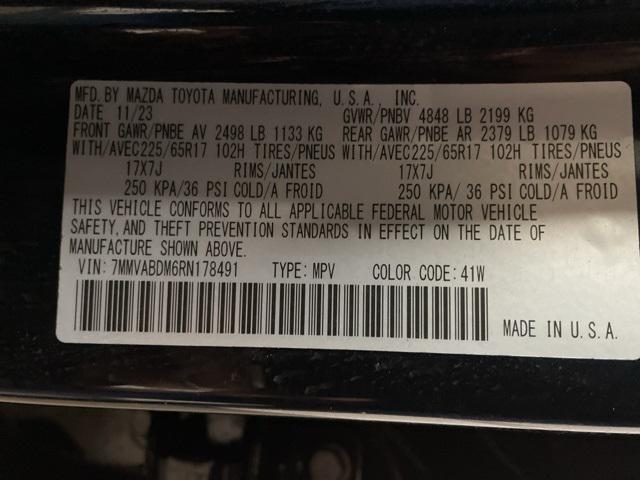 MFD. BY MAZDA TOYOTA MANUFACTURING, U.S.A., INC.
DATE 11/23 GVWR/PNBV 4848 LB 2199 KG
FRONT GAWR/PNBE AV 2498 LB 1133 KG REAR GAWR/PNBE AR 2379 LB 1079 KG
WITH/AVEC225/65R17 102H TIRES/PNEUS WITH/AVEC225/65R17 102H TIRES/PNEUS
17X7J RIMS/JANTES 17X7J RIMS/JANTES
250 KPA/36 PSI COLD/A FROID 250 KPA/ 36 PSI COLD/A FROID
THIS VEHICLE CONFORMS TO ALL APPLICABLE FEDERAL MOTOR VEHICLE
SAFETY, AND THEFT PREVENTION STANDARDS IN EFFECT ON THE DATE OF
MANUFACTURE SHOWN ABOVE.
VIN: 7MMVABDM6RN178491 TYPE: MPV COLOR CODE: 41W
MADE IN U.S.A.